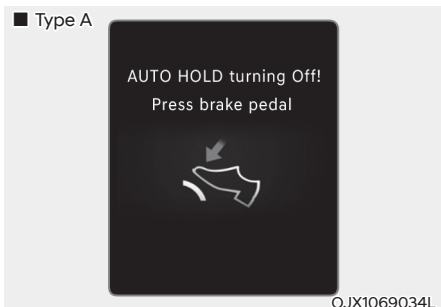 ■ Type A
AUTO HOLD turning Off!
Press brake pedal
OJX1069034L